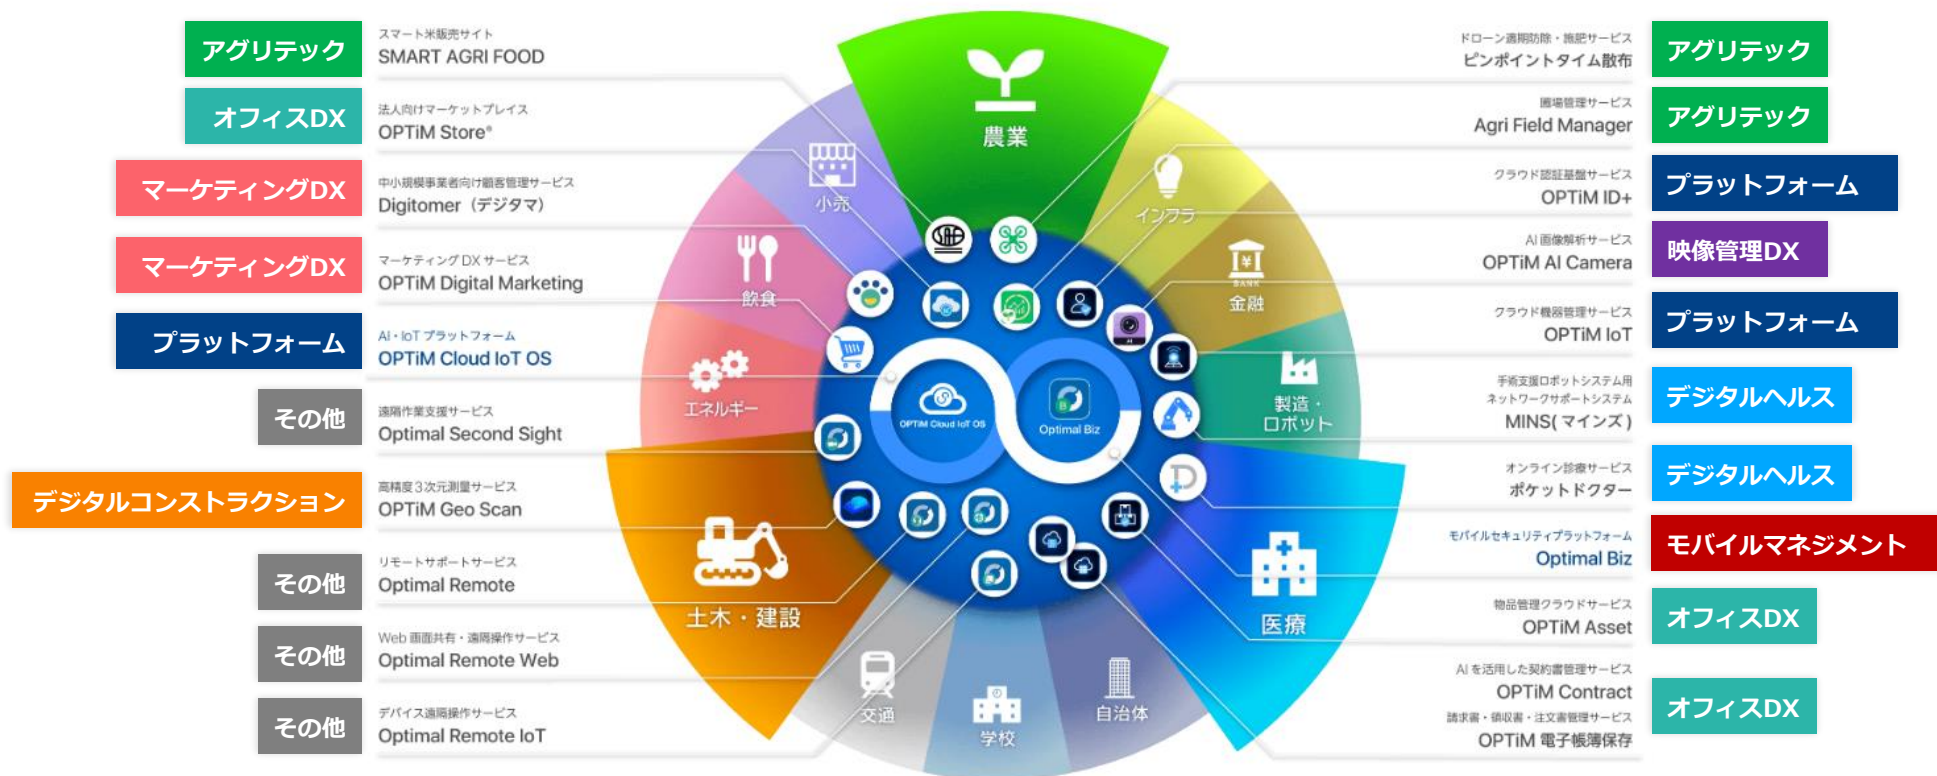 アグリテック
スマート米販売サイト
SMART AGRI FOOD
オフィスDX
法人向けマーケットプレイス
OPTiM Store®
マーケティングDX
中小規模事業者向け顧客管理サービス
Digitomer（デジタマ）
マーケティングDX
マーケティング DX サービス
OPTiM Digital Marketing
プラットフォーム
AI・IoT プラットフォーム
OPTiM Cloud IoT OS
その他
遠隔作業支援サービス
Optimal Second Sight
デジタルコンストラクション
高精度３次元測量サービス
OPTiM Geo Scan
その他
リモートサポートサービス
Optimal Remote
その他
Web 画面共有・遠隔操作サービス
Optimal Remote Web
その他
デバイス遠隔操作サービス
Optimal Remote IoT
農業
小売
インフラ
飲食
BANK
金融
エネルギー
製造・
ロボット
土木・建設
医療
交通
学校
自治体
SAF
AI
OPTiM Cloud IoT OS
Optimal Biz
ドローン適期防除・施肥サービス
ピンポイントタイム散布
アグリテック
圃場管理サービス
Agri Field Manager
アグリテック
クラウド認証基盤サービス
OPTiM ID+
プラットフォーム
AI 画像解析サービス
OPTiM AI Camera
映像管理DX
クラウド機器管理サービス
OPTiM IoT
プラットフォーム
手術支援ロボットシステム用
ネットワークサポートシステム
MINS( マインズ )
デジタルヘルス
オンライン診療サービス
ポケットドクター
デジタルヘルス
モバイルセキュリティプラットフォーム
Optimal Biz
モバイルマネジメント
物品管理クラウドサービス
OPTiM Asset
オフィスDX
AI を活用した契約書管理サービス
OPTiM Contract
請求書・領収書・注文書管理サービス
OPTiM 電子帳簿保存
オフィスDX